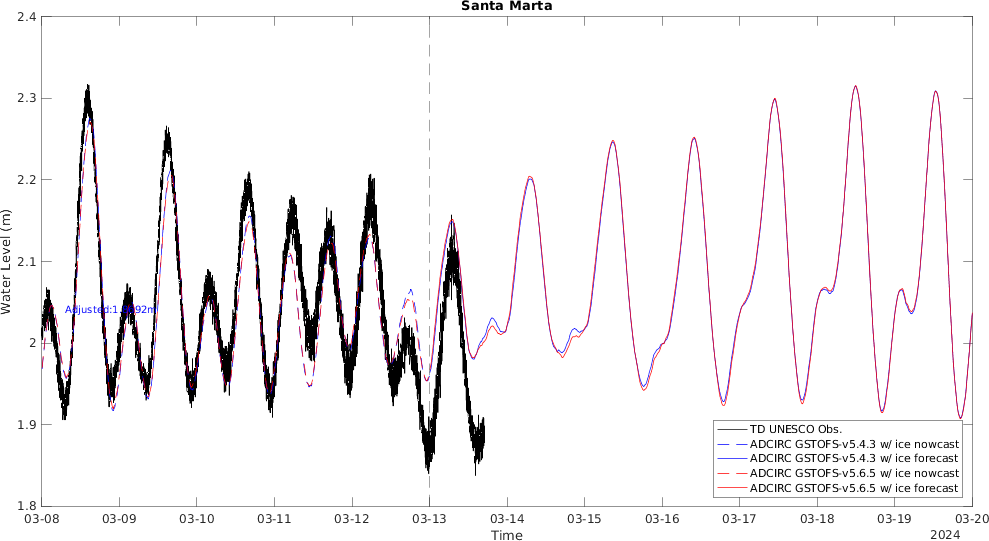 Santa Marta
2.4
2.3
2.2
2.1
2
1.9
1.8
Water Level (m)
03-08
03-09
03-10
03-11
03-12
03-13
03-14
03-15
03-16
03-17
03-18
03-19
03-20
Time
2024
TD UNESCO Obs.
ADCIRC GSTOFS-v5.4.3 w/ ice nowcast
ADCIRC GSTOFS-v5.4.3 w/ ice forecast
ADCIRC GSTOFS-v5.6.5 w/ ice nowcast
ADCIRC GSTOFS-v5.6.5 w/ ice forecast